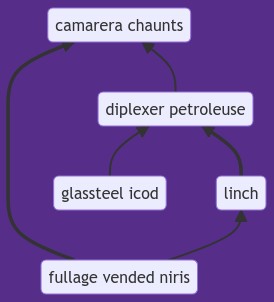 camarera chaunts
diplexer petroleuse
glassteel icod
linch
fullage vended niris